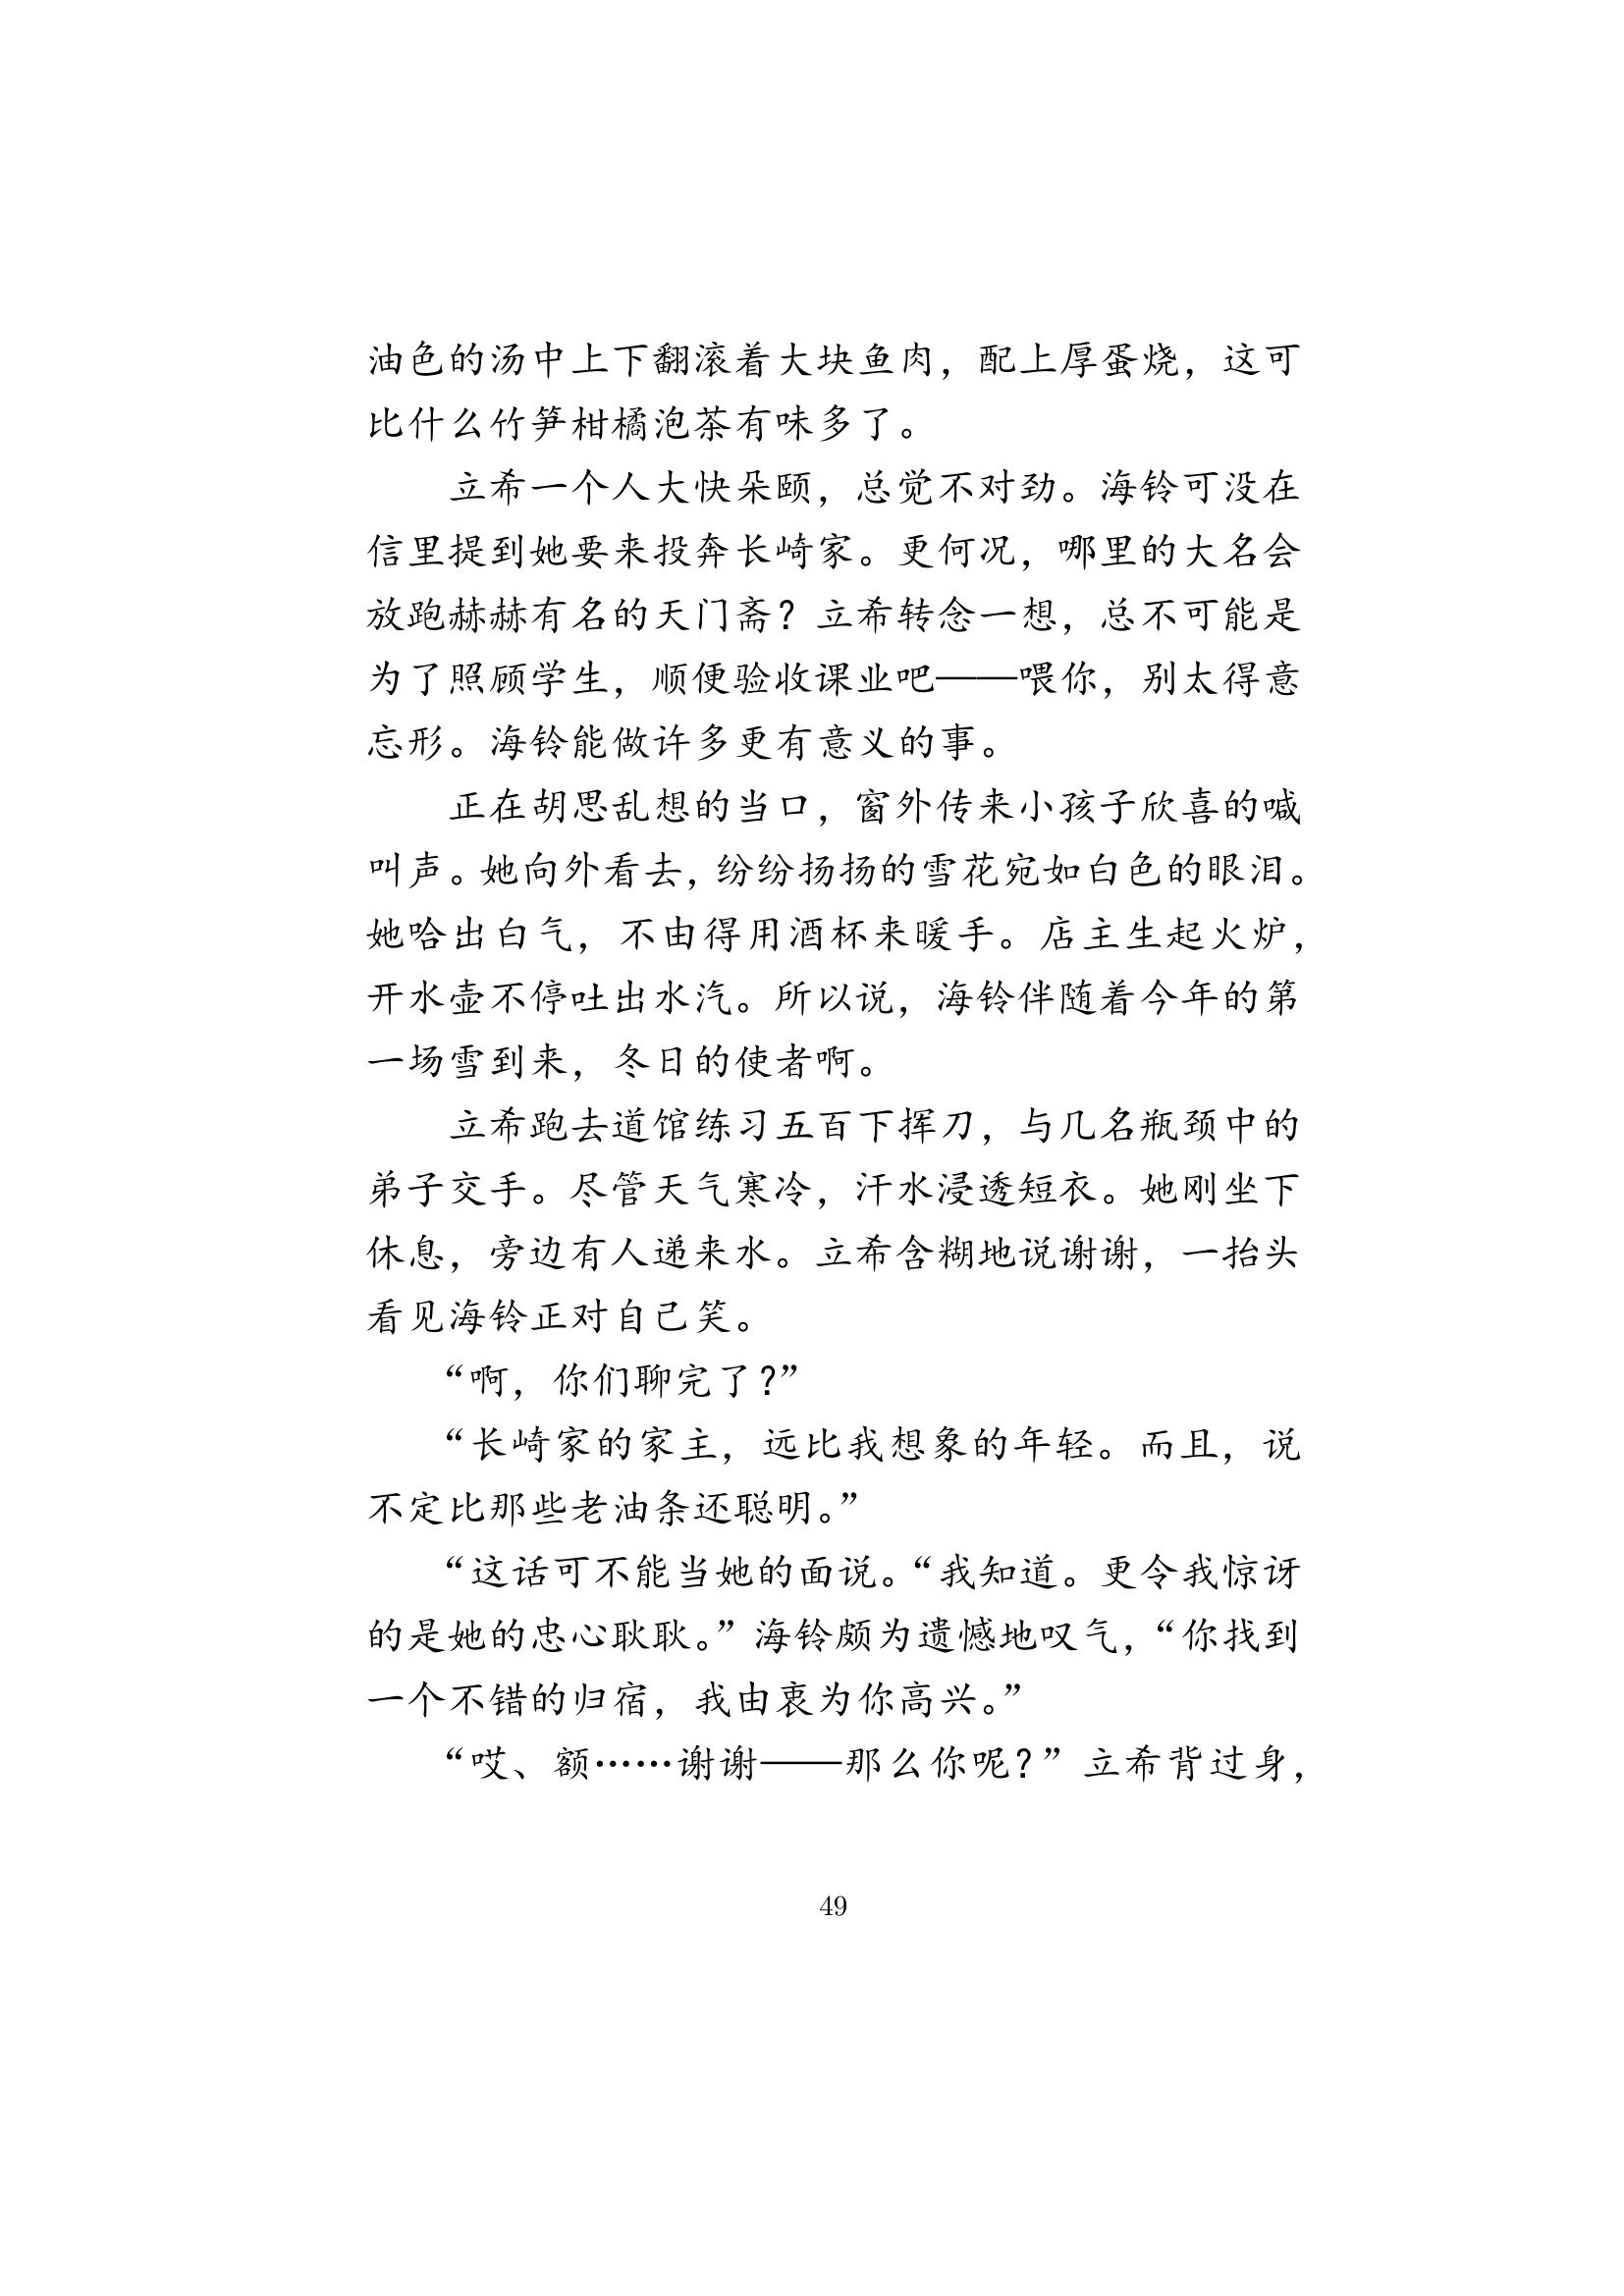 油色的汤中上下翻滚着大块鱼肉，配上厚蛋烧，这可
比什么竹笋柑橘泡茶有味多了。
立希一个人大快朵颐，总觉不对劲。海铃可没在
信里提到她要来投奔长崎家。更何况，哪里的大名会
放跑赫赫有名的天门斋？立希转念一想，总不可能是
为了照顾学生，顺便验收课业吧——喂你，别太得意
忘形。海铃能做许多更有意义的事。
正在胡思乱想的当口，窗外传来小孩子欣喜的喊
叫声。她向外看去，纷纷扬扬的雪花宛如白色的眼泪。
她哈出白气，不由得用酒杯来暖手。店主生起火炉，
开水壶不停吐出水汽。所以说，海铃伴随着今年的第
一场雪到来，冬日的使者啊。
立希跑去道馆练习五百下挥刀，与几名瓶颈中的
弟子交手。尽管天气寒冷，汗水浸透短衣。她刚坐下
休息，旁边有人递来水。立希含糊地说谢谢，一抬头
看见海铃正对自己笑。
“啊，你们聊完了？”
“长崎家的家主，远比我想象的年轻。而且，说
不定比那些老油条还聪明。”
“这话可不能当她的面说。“我知道。更令我惊讶
的是她的忠心耿耿。”海铃颇为遗憾地叹气，“你找到
一个不错的归宿，我由衷为你高兴。”
“哎、额……谢谢——那么你呢？”立希背过身，
49